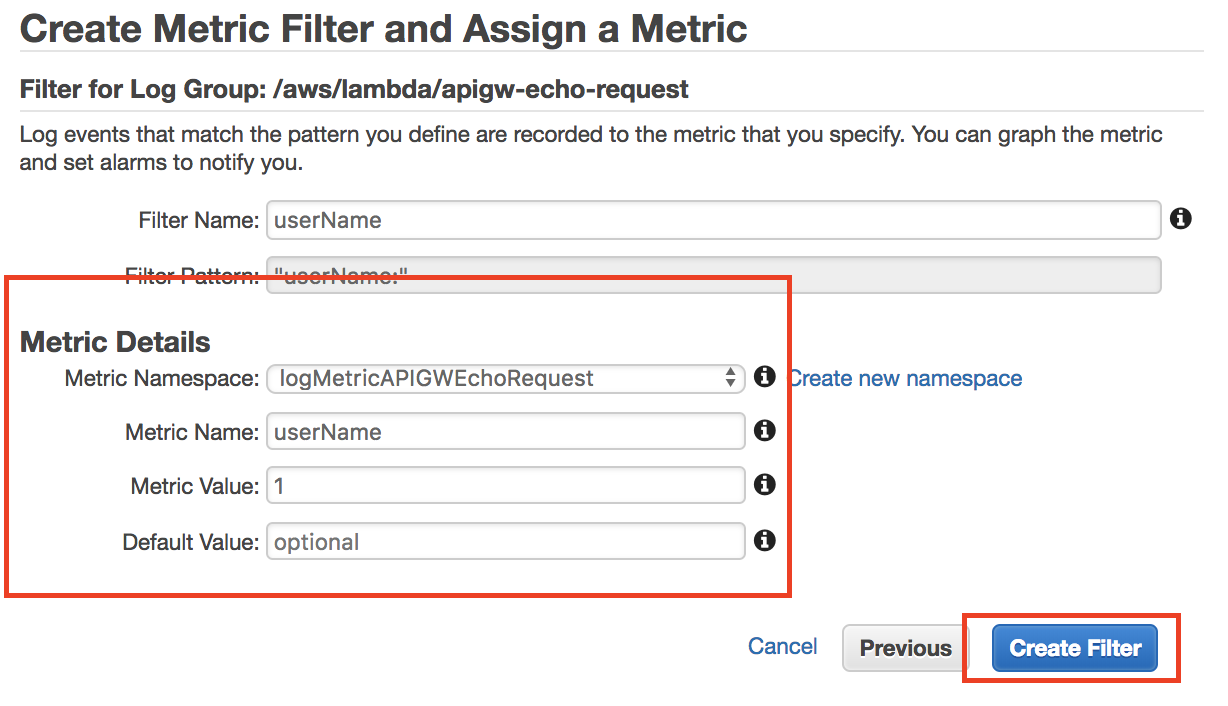 Create Metric Filter and Assign a Metric
Filter for Log Group: /aws/lambda/apigw-echo-request
Log events that match the pattern you define are recorded to the metric that you specify. You can graph the metric
and set alarms to notify you.
Filter Name: userName
Filter Pattern: "userName:"
Metric Details
Metric Namespace: logMetricAPIGWEchoRequest Create new namespace
Metric Name: userName
Metric Value: 1
Default Value: optional
Cancel Previous Create Filter